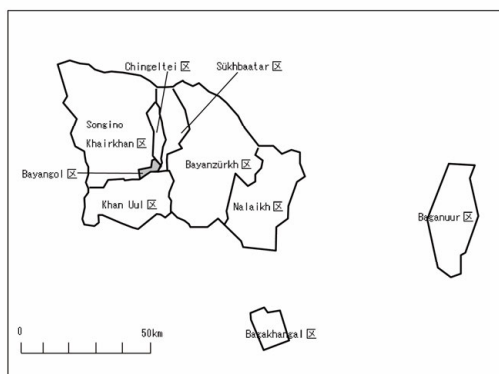 Chingeltei 区
Sükhbaatar 区
Songino
Khairkhan 区
Bayangol 区
Bayanzürkh 区
Khan Uul 区
Nalaikh 区
Baganuur 区
Bagakhangai 区
0
50km